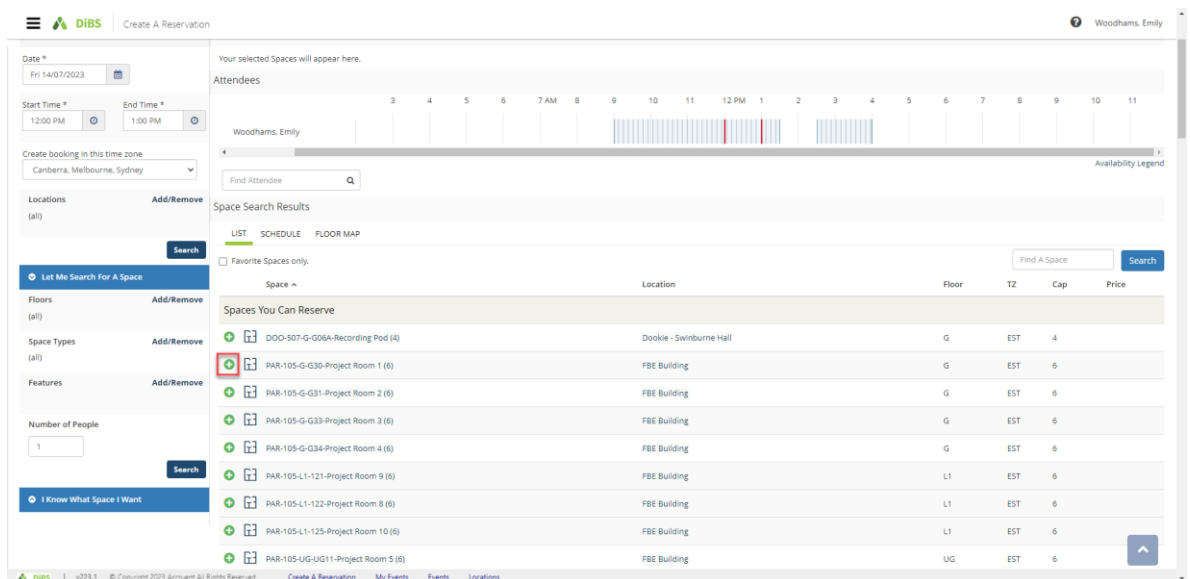 DiBS Create A Reservation
Woodhams. Emily
Date *
Fri 14/07/2023
Start Time * End Time *
12:00 PM 1:00 PM
Create booking in this time zone
Canberra, Melbourne, Sydney
Locations Add/Remove
(all)
Search
Let Me Search For A Space
Floors Add/Remove
(all)
Space Types Add/Remove
(all)
Features Add/Remove
Number of People
1
Search
I Know What Space I Want
Your selected Spaces will appear here.
Attendees
3 4 5 6 7 AM 8 9 10 11 12 PM 1 2 3 4 5 6 7 8 9 10 11
Woodhams, Emily
Availability Legend
Find Attendee
Space Search Results
LIST SCHEDULE FLOOR MAP
Favorite Spaces only.
Find A Space Search
Space Location Floor TZ Cap Price
Spaces You Can Reserve
DOO-507-G-G06A-Recording Pod (4) Dookie - Swinburne Hall G EST 4
PAR-105-G-G30-Project Room 1 (6) FBE Building G EST 6
PAR-105-G-G31-Project Room 2 (6) FBE Building G EST 6
PAR-105-G-G33-Project Room 3 (6) FBE Building G EST 6
PAR-105-G-G34-Project Room 4 (6) FBE Building G EST 6
PAR-105-L1-121-Project Room 9 (6) FBE Building L1 EST 6
PAR-105-L1-122-Project Room 8 (6) FBE Building L1 EST 6
PAR-105-L1-125-Project Room 10 (6) FBE Building L1 EST 6
PAR-105-UG-UG11-Project Room 5 (6) FBE Building UG EST 6
DiBS | v223.1 © Copyright 2023 Accruent All Rights Reserved Create A Reservation My Events Events Locations